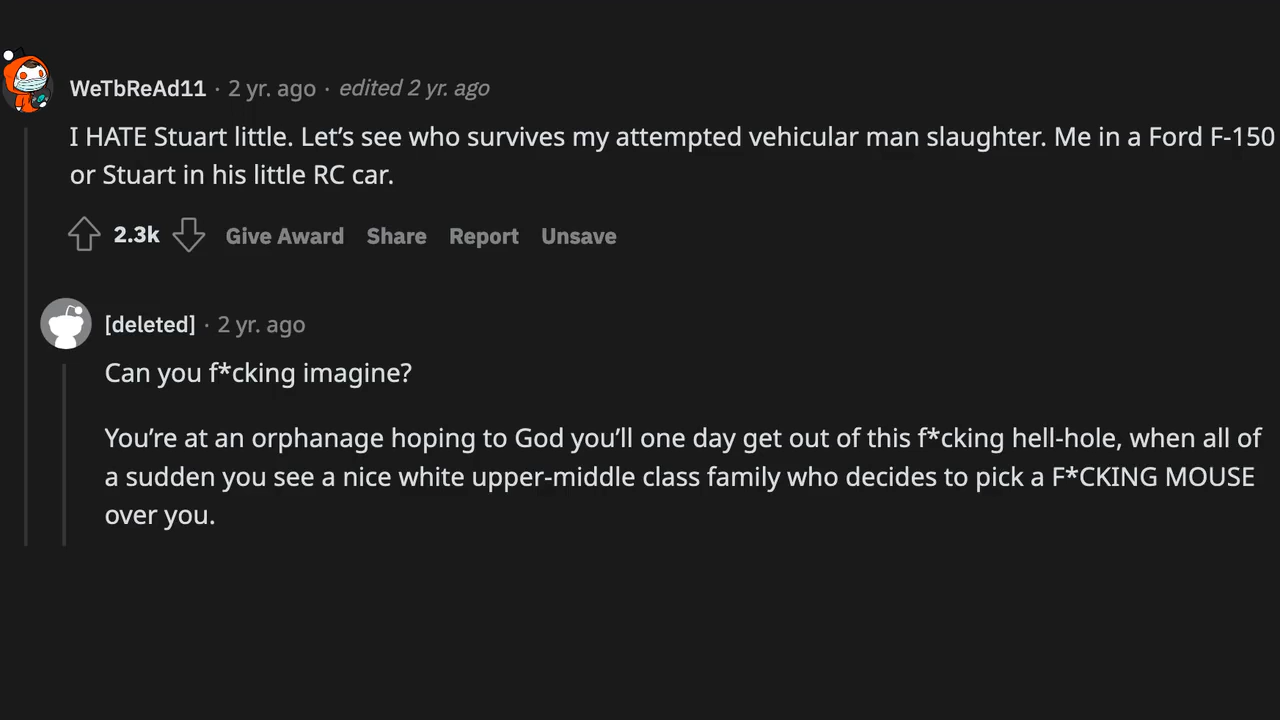 WeTbReAd11 · 2 yr. ago · edited 2 yr. ago
I HATE Stuart little. Let’s see who survives my attempted vehicular man slaughter. Me in a Ford F-150
or Stuart in his little RC car.
2.3k Give Award Share Report Unsave
[deleted] · 2 yr. ago
Can you f*cking imagine?
You’re at an orphanage hoping to God you’ll one day get out of this f*cking hell-hole, when all of
a sudden you see a nice white upper-middle class family who decides to pick a F*CKING MOUSE
over you.